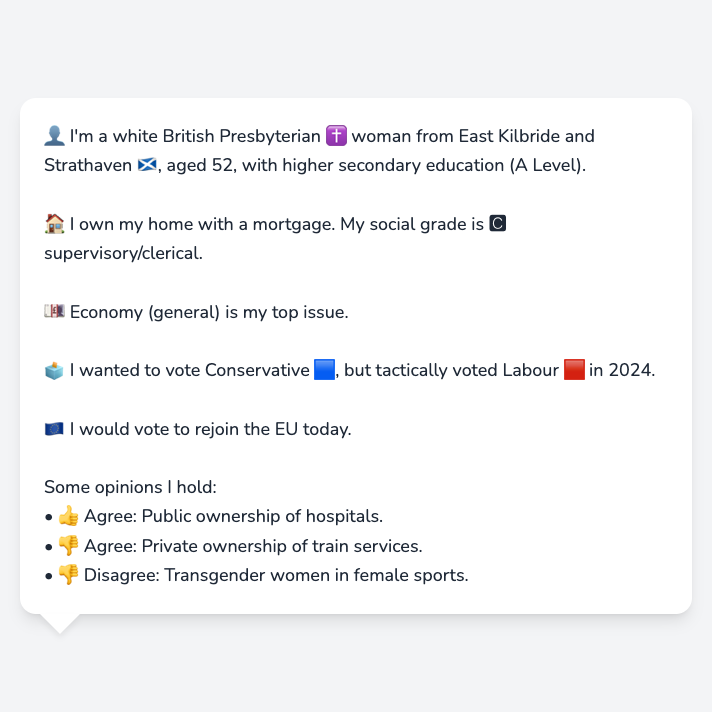 👤 I'm a white British Presbyterian ✝️ woman from East Kilbride and
Strathaven 🏴󠁧󠁢󠁳󠁣󠁴󠁿, aged 52, with higher secondary education (A Level).
🏠 I own my home with a mortgage. My social grade is 🅲
supervisory/clerical.
💷 Economy (general) is my top issue.
🗳️ I wanted to vote Conservative 🟦, but tactically voted Labour 🟥 in 2024.
🇪🇺 I would vote to rejoin the EU today.
Some opinions I hold:
• 👍 Agree: Public ownership of hospitals.
• 👎 Agree: Private ownership of train services.
• 👎 Disagree: Transgender women in female sports.